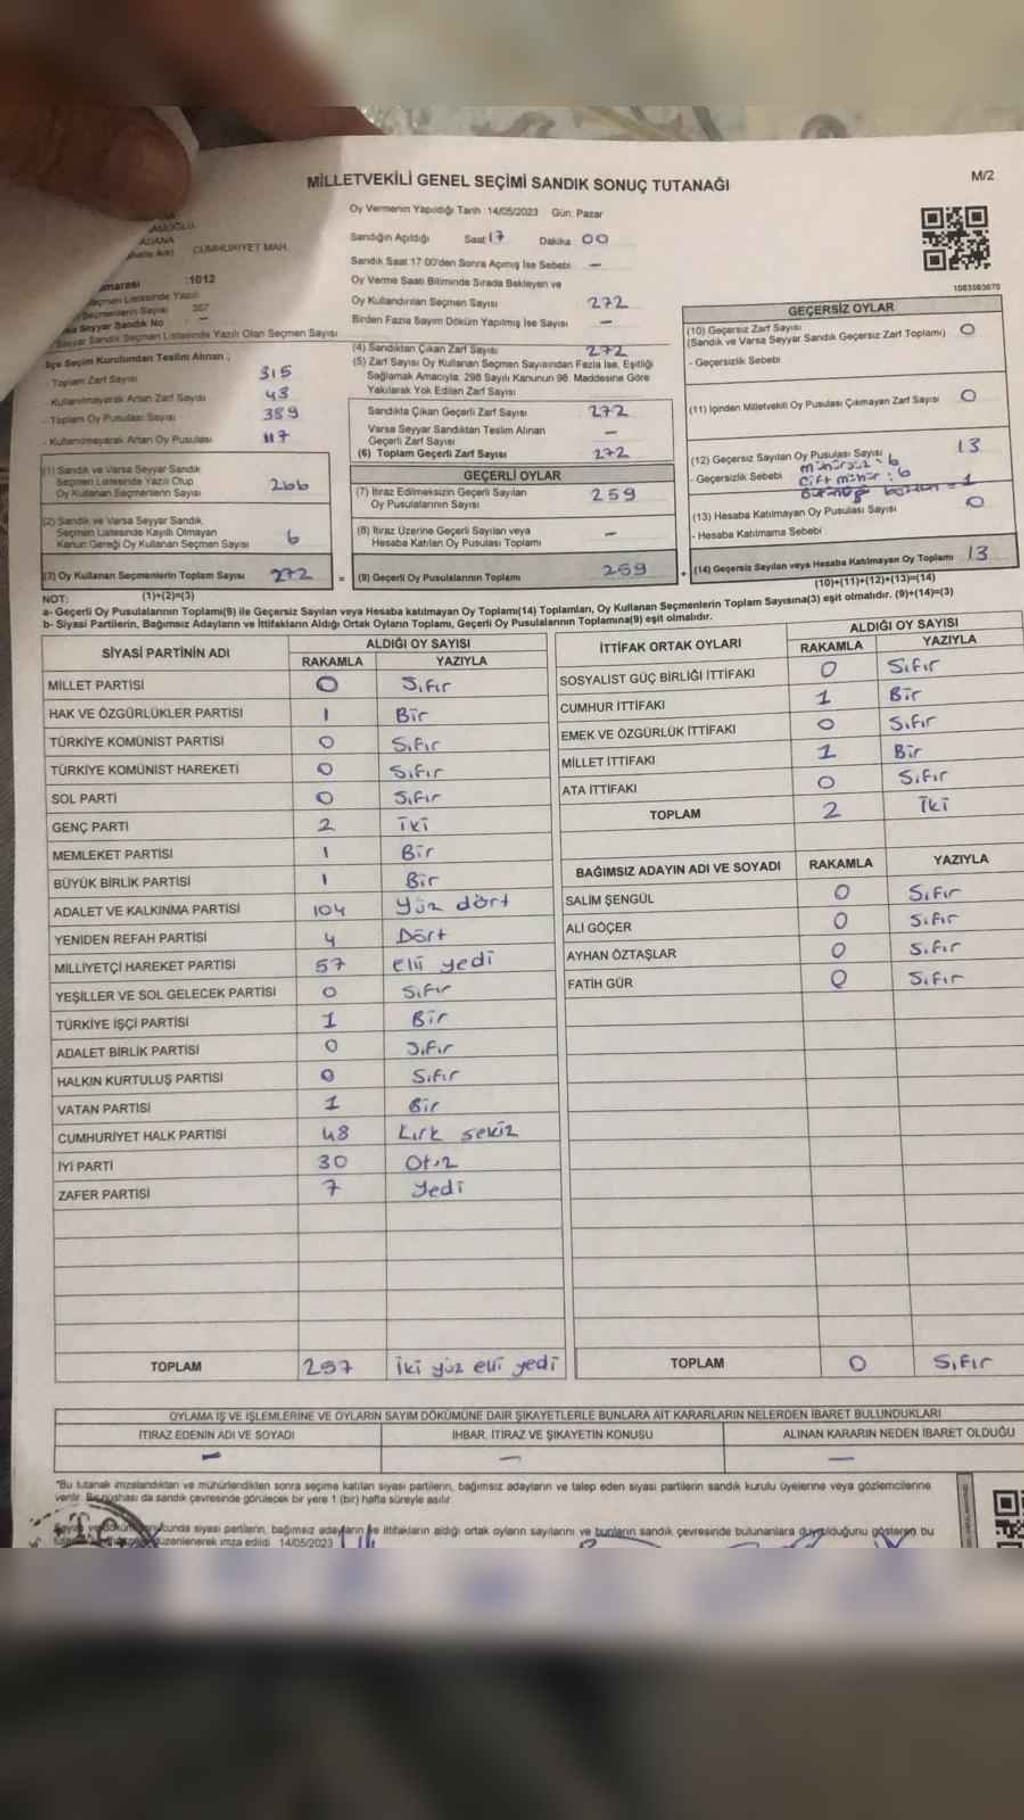 MİLLETVEKİLİ GENEL SEÇİMİ SANDIK SONUÇ TUTANAĞI
M/2
Oy Vermenin Yapıldığı Tarih : 14/05/2023 Gün: Pazar
ADANA
CUMHURİYET MAH.
Sandığın Açıldığı Saat 17 Dakika 00
Sandık Saat 17:00'den Sonra Açılmış İse Sebebi -
:1012
Oy Verme Saati Bitiminde Sırada Bekleyen ve
Oy Kullandırılan Seçmen Sayısı 272
Birden Fazla Sayım Döküm Yapılmış İse Sayısı -
Seyyar Sandık No -
Seçmen Listesinde Yazılı Olan Seçmen Sayısı
1083583670
İlçe Seçim Kurulundan Teslim Alınan ;
- Toplam Zarf Sayısı 315
- Kullanılmayarak Artan Zarf Sayısı 43
- Toplam Oy Pusulası Sayısı 389
- Kullanılmayarak Artan Oy Pusulası 117
(1) Sandık ve Varsa Seyyar Sandık
Seçmen Listesinde Yazılı Olup
Oy Kullanan Seçmenlerin Sayısı 266
(2) Sandık ve Varsa Seyyar Sandık
Seçmen Listesinde Kayıtlı Olmayan
Kanun Gereği Oy Kullanan Seçmen Sayısı 6
(3) Oy Kullanan Seçmenlerin Toplam Sayısı 272
(1)+(2)=(3)
(4) Sandıktan Çıkan Zarf Sayısı 272
(5) Zarf Sayısı Oy Kullanan Seçmen Sayısından Fazla İse, Eşitliği
Sağlamak Amacıyla, 298 Sayılı Kanunun 98. Maddesine Göre
Yakılarak Yok Edilen Zarf Sayısı
Sandıkta Çıkan Geçerli Zarf Sayısı 272
Varsa Seyyar Sandıktan Teslim Alınan
Geçerli Zarf Sayısı -
(6) Toplam Geçerli Zarf Sayısı 272
GEÇERLİ OYLAR
(7) İtiraz Edilmeksizin Geçerli Sayılan
Oy Pusulalarının Sayısı 259
(8) İtiraz Üzerine Geçerli Sayılan veya
Hesaba Katılan Oy Pusulası Toplamı -
= (9) Geçerli Oy Pusulalarının Toplamı 259
GEÇERSİZ OYLAR
(10) Geçersiz Zarf Sayısı
(Sandık ve Varsa Seyyar Sandık Geçersiz Zarf Toplamı) 0
- Geçersizlik Sebebi
(11) İçinden Milletvekili Oy Pusulası Çıkmayan Zarf Sayısı 0
(12) Geçersiz Sayılan Oy Pusulası Sayısı 13
- Geçersizlik Sebebi mühürsüz : 6
çift mühür : 6
= 1
(13) Hesaba Katılmayan Oy Pusulası Sayısı 0
- Hesaba Katılmama Sebebi
+ (14) Geçersiz Sayılan veya Hesaba Katılmayan Oy Toplamı 13
(10)+(11)+(12)+(13)=(14)
NOT:
a- Geçerli Oy Pusulalarının Toplamı(9) ile Geçersiz Sayılan veya Hesaba katılmayan Oy Toplamı(14) Toplamları, Oy Kullanan Seçmenlerin Toplam Sayısına(3) eşit olmalıdır. (9)+(14)=(3)
b- Siyasi Partilerin, Bağımsız Adayların ve İttifakların Aldığı Ortak Oyların Toplamı, Geçerli Oy Pusulalarının Toplamına(9) eşit olmalıdır.
SİYASİ PARTİNİN ADI
ALDIĞI OY SAYISI
RAKAMLA YAZIYLA
MİLLET PARTİSİ 0 Sıfır
HAK VE ÖZGÜRLÜKLER PARTİSİ 1 Bir
TÜRKİYE KOMÜNİST PARTİSİ 0 Sıfır
TÜRKİYE KOMÜNİST HAREKETİ 0 Sıfır
SOL PARTİ 0 Sıfır
GENÇ PARTİ 2 iki
MEMLEKET PARTİSİ 1 Bir
BÜYÜK BİRLİK PARTİSİ 1 Bir
ADALET VE KALKINMA PARTİSİ 104 Yüz dört
YENİDEN REFAH PARTİSİ 4 Dört
MİLLİYETÇİ HAREKET PARTİSİ 57 elli yedi
YEŞİLLER VE SOL GELECEK PARTİSİ 0 Sıfır
TÜRKİYE İŞÇİ PARTİSİ 1 Bir
ADALET BİRLİK PARTİSİ 0 Sıfır
HALKIN KURTULUŞ PARTİSİ 0 Sıfır
VATAN PARTİSİ 1 Bir
CUMHURİYET HALK PARTİSİ 48 Kırk sekiz
İYİ PARTİ 30 Otuz
ZAFER PARTİSİ 7 Yedi
TOPLAM 257 iki yüz elli yedi
İTTİFAK ORTAK OYLARI
ALDIĞI OY SAYISI
RAKAMLA YAZIYLA
SOSYALİST GÜÇ BİRLİĞİ İTTİFAKI 0 Sıfır
CUMHUR İTTİFAKI 1 Bir
EMEK VE ÖZGÜRLÜK İTTİFAKI 0 Sıfır
MİLLET İTTİFAKI 1 Bir
ATA İTTİFAKI 0 Sıfır
TOPLAM 2 iki
BAĞIMSIZ ADAYIN ADI VE SOYADI RAKAMLA YAZIYLA
SALİM ŞENGÜL 0 Sıfır
ALİ GÖÇER 0 Sıfır
AYHAN ÖZTAŞLAR 0 Sıfır
FATİH GÜR 0 Sıfır
TOPLAM 0 Sıfır
OYLAMA İŞ VE İŞLEMLERİNE VE OYLARIN SAYIM DÖKÜMÜNE DAİR ŞİKAYETLERLE BUNLARA AİT KARARLARIN NELERDEN İBARET BULUNDUKLARI
İTİRAZ EDENİN ADI VE SOYADI İHBAR, İTİRAZ VE ŞİKAYETİN KONUSU ALINAN KARARIN NEDEN İBARET OLDUĞU
- - -
"Bu tutanak imzalandıktan ve mühürlendikten sonra seçime katılan siyasi partilerin, bağımsız adayların ve talep eden siyasi partilerin sandık kurulu üyelerine veya gözlemcilerine
verilir. Bir nüshası da sandık çevresinde görülecek bir yere 1 (bir) hafta süreyle asılır.
siyasi partilerin, bağımsız adayların ve ittifakların aldığı ortak oyların sayılarını ve bunların sandık çevresinde bulunanlara duyurulduğunu gösteren bu
düzenlenerek imza edildi. 14/05/2023